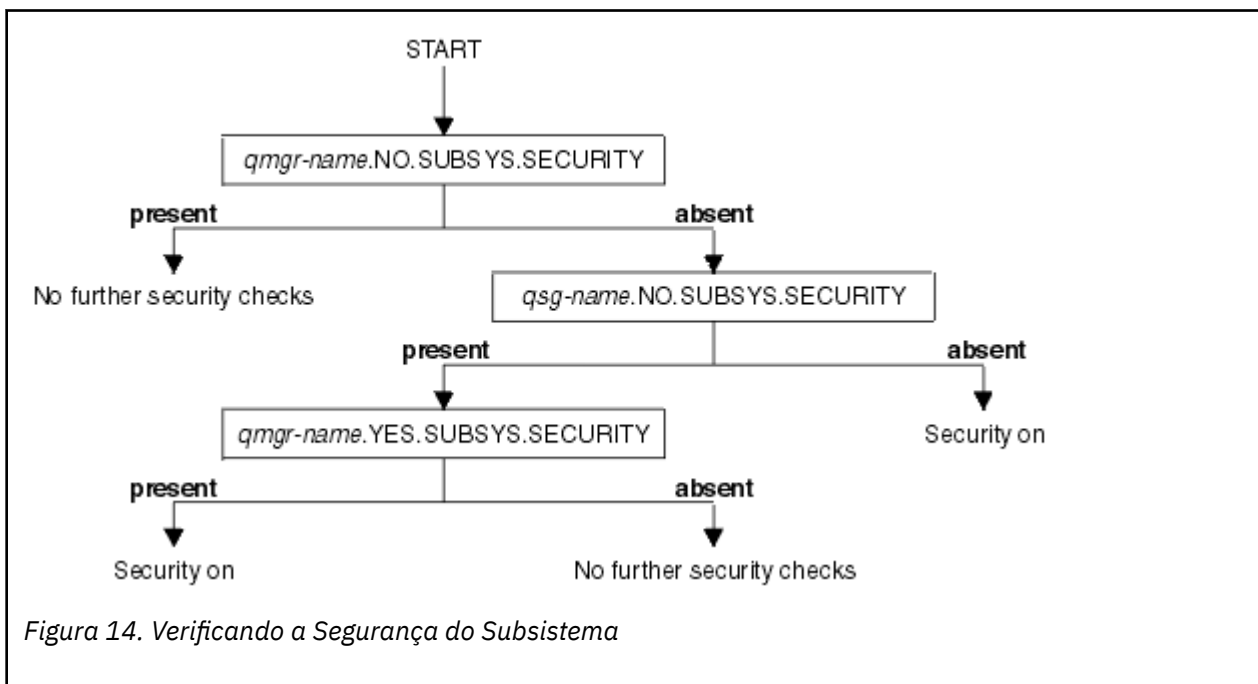 START
qmgr-name.NO.SUBSYS.SECURITY
present absent
No further security checks
qsg-name.NO.SUBSYS.SECURITY
present absent
qmgr-name.YES.SUBSYS.SECURITY
Security on
present absent
Security on
No further security checks
Figura 14. Verificando a Segurança do Subsistema